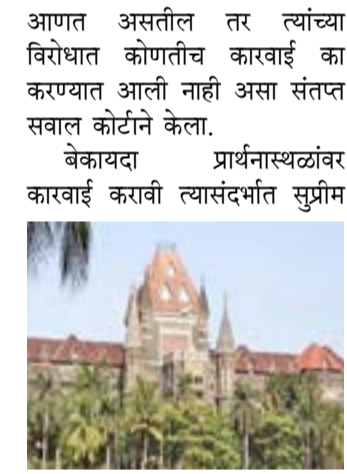 आणत असतील तर त्यांच्या
विरोधात कोणतीच कारवाई का
करण्यात आली नाही असा संतप्त
सवाल कोर्टाने केला.
बेकायदा प्रार्थनास्थळांवर
कारवाई करावी त्यासंदर्भात सुप्रीम